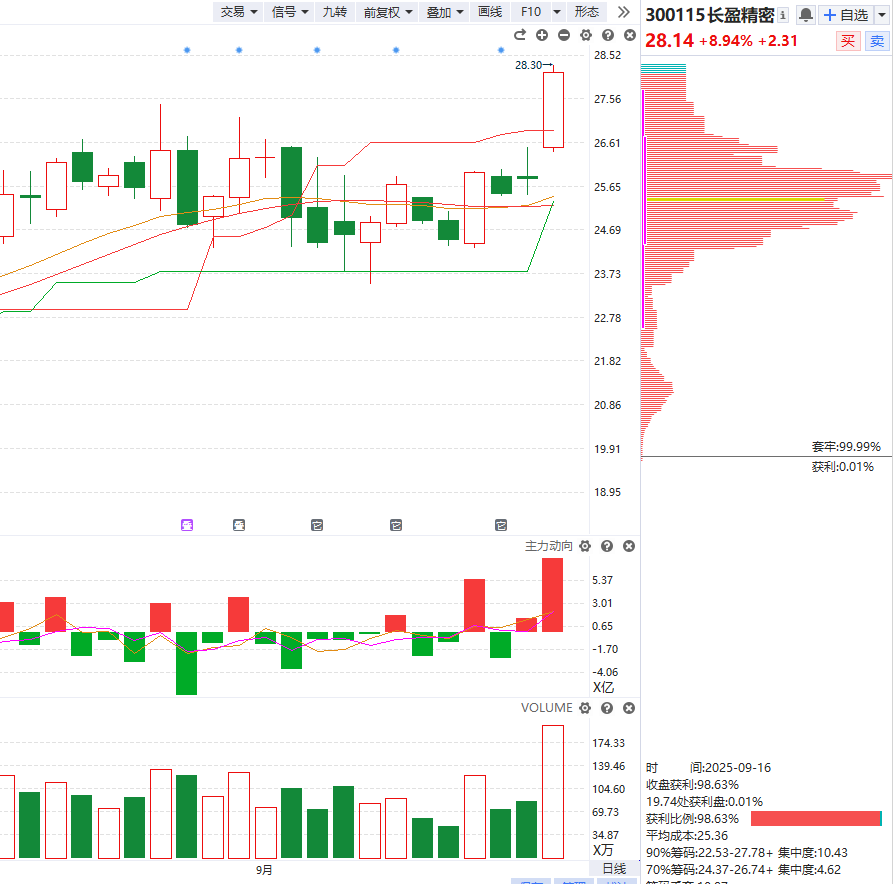 交易 信号 九转 前复权 叠加 画线 F10 形态
300115长盈精密 i + 自选
28.14 +8.94% +2.31 买 卖
28.30→
28.52
27.56
26.61
25.65
24.69
23.73
22.78
21.82
20.86
19.91
18.95
套牢:99.99%
获利:0.01%
主力动向
5.37
3.01
0.65
-1.70
-4.06
X亿
VOLUME
174.33
139.46
104.60
69.73
34.87
X万
9月
日线
时 间:2025-09-16
收盘获利:98.63%
19.74处获利盘:0.01%
获利比例:98.63%
平均成本:25.36
90%筹码:22.53-27.78+ 集中度:10.43
70%筹码:24.37-26.74+ 集中度:4.62